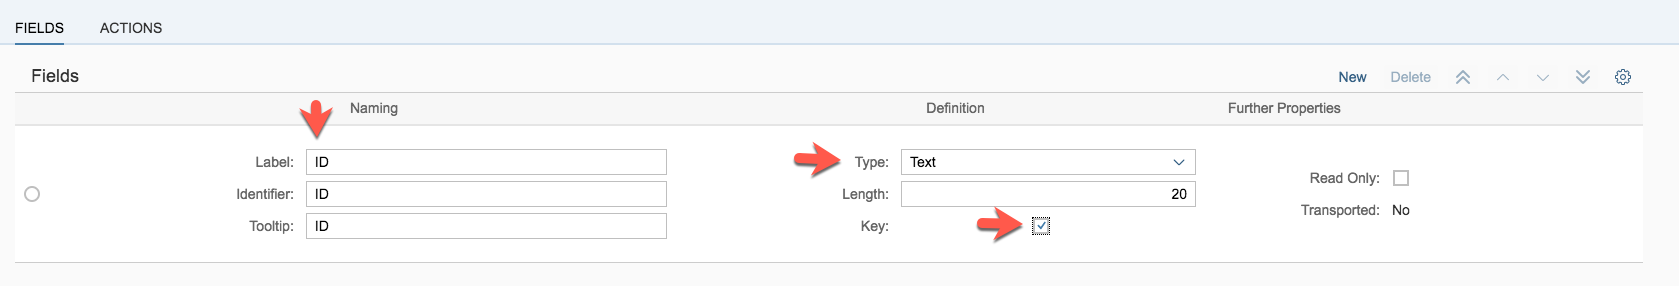 FIELDS ACTIONS
Fields New Delete
Naming Definition Further Properties
Label: ID Type: Text
Identifier: ID Length: 20
Tooltip: ID Key:
Read Only:
Transported: No